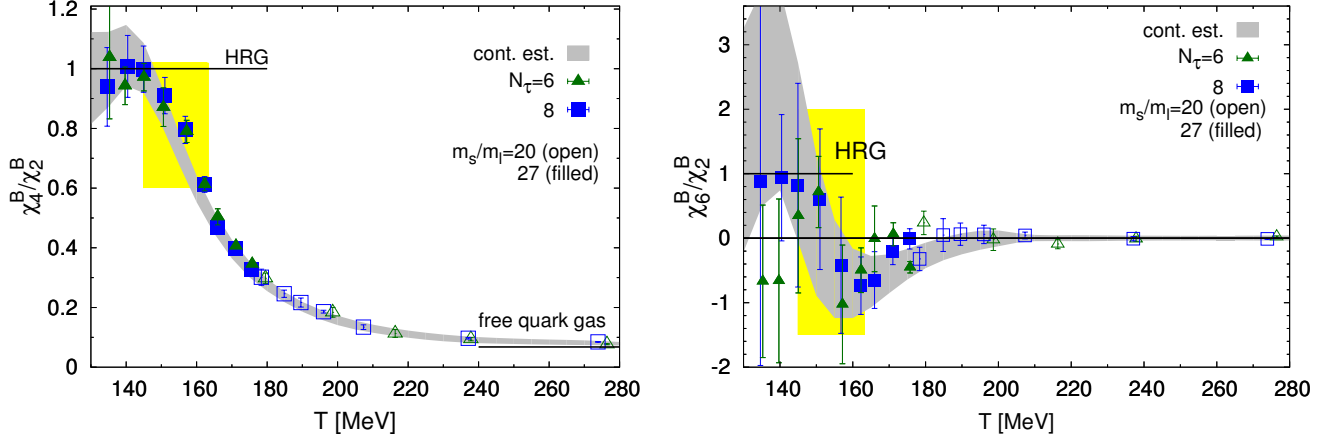 χ₄ᴮ/χ₂ᴮ
1.2
1
0.8
0.6
0.4
0.2
0
HRG
cont. est.
Nτ=6
8
mₛ/mₗ=20 (open)
27 (filled)
free quark gas
140 160 180 200 220 240 260 280
T [MeV]
χ₆ᴮ/χ₂ᴮ
3
2
1
0
-1
-2
HRG
cont. est.
Nτ=6
8
mₛ/mₗ=20 (open)
27 (filled)
140 160 180 200 220 240 260 280
T [MeV]